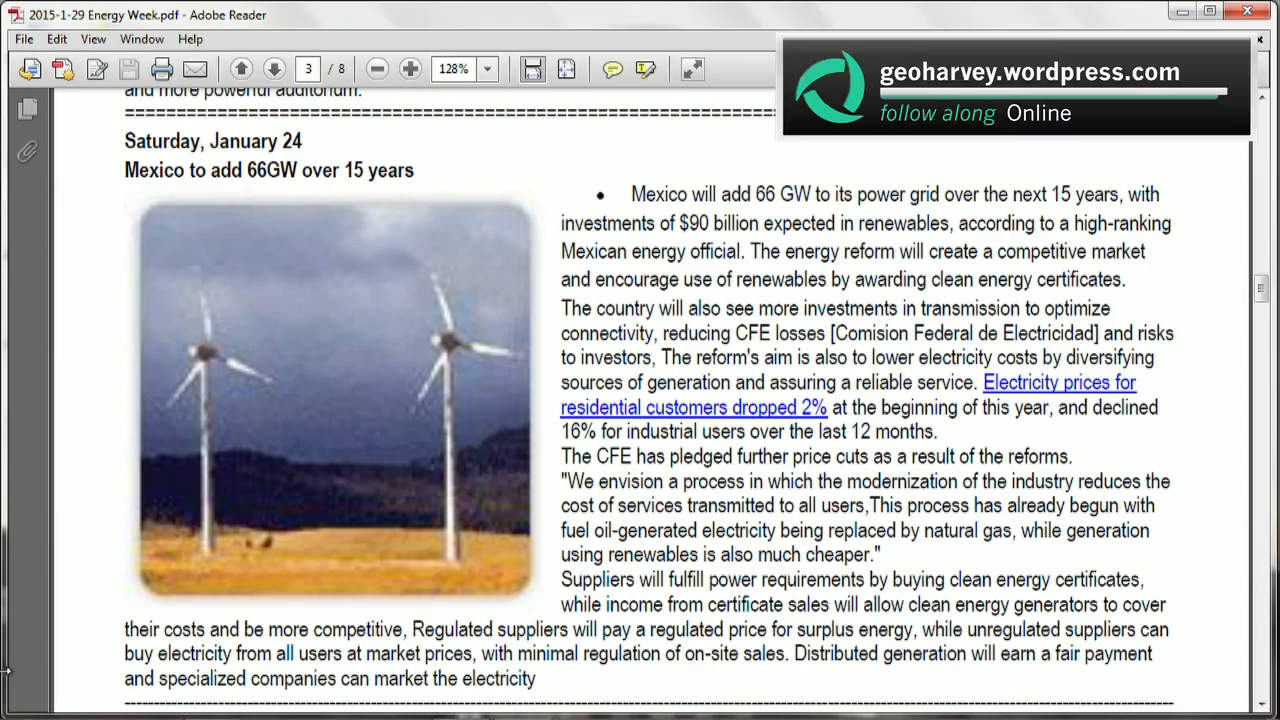 2015-1-29 Energy Week.pdf - Adobe Reader
File Edit View Window Help
3 / 8 128%
geoharvey.wordpress.com
follow along Online
and more powerful auditorium.
Saturday, January 24
Mexico to add 66GW over 15 years
• Mexico will add 66 GW to its power grid over the next 15 years, with
investments of $90 billion expected in renewables, according to a high-ranking
Mexican energy official. The energy reform will create a competitive market
and encourage use of renewables by awarding clean energy certificates.
The country will also see more investments in transmission to optimize
connectivity, reducing CFE losses [Comision Federal de Electricidad] and risks
to investors, The reform's aim is also to lower electricity costs by diversifying
sources of generation and assuring a reliable service. Electricity prices for
residential customers dropped 2% at the beginning of this year, and declined
16% for industrial users over the last 12 months.
The CFE has pledged further price cuts as a result of the reforms.
"We envision a process in which the modernization of the industry reduces the
cost of services transmitted to all users,This process has already begun with
fuel oil-generated electricity being replaced by natural gas, while generation
using renewables is also much cheaper."
Suppliers will fulfill power requirements by buying clean energy certificates,
while income from certificate sales will allow clean energy generators to cover
their costs and be more competitive, Regulated suppliers will pay a regulated price for surplus energy, while unregulated suppliers can
buy electricity from all users at market prices, with minimal regulation of on-site sales. Distributed generation will earn a fair payment
and specialized companies can market the electricity